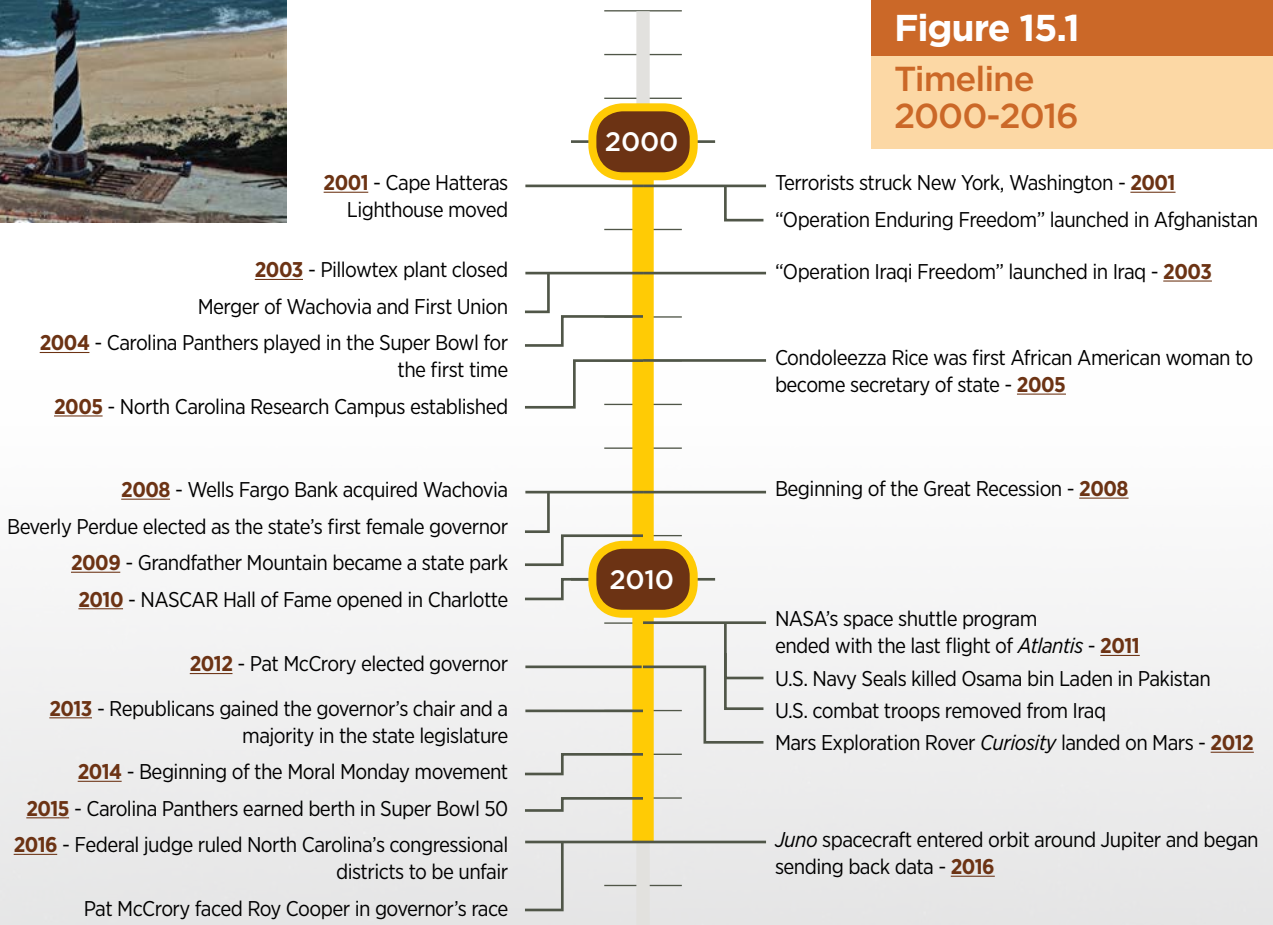 Figure 15.1
Timeline
2000-2016
2000
2001 - Cape Hatteras
Lighthouse moved
Terrorists struck New York, Washington - 2001
“Operation Enduring Freedom” launched in Afghanistan
2003 - Pillowtex plant closed
Merger of Wachovia and First Union
“Operation Iraqi Freedom” launched in Iraq - 2003
2004 - Carolina Panthers played in the Super Bowl for
the first time
2005 - North Carolina Research Campus established
Condoleezza Rice was first African American woman to
become secretary of state - 2005
2008 - Wells Fargo Bank acquired Wachovia
Beverly Perdue elected as the state’s first female governor
Beginning of the Great Recession - 2008
2009 - Grandfather Mountain became a state park
2010 - NASCAR Hall of Fame opened in Charlotte
2010
NASA’s space shuttle program
ended with the last flight of Atlantis - 2011
U.S. Navy Seals killed Osama bin Laden in Pakistan
U.S. combat troops removed from Iraq
2012 - Pat McCrory elected governor
Mars Exploration Rover Curiosity landed on Mars - 2012
2013 - Republicans gained the governor’s chair and a
majority in the state legislature
2014 - Beginning of the Moral Monday movement
2015 - Carolina Panthers earned berth in Super Bowl 50
2016 - Federal judge ruled North Carolina’s congressional
districts to be unfair
Pat McCrory faced Roy Cooper in governor’s race
Juno spacecraft entered orbit around Jupiter and began
sending back data - 2016